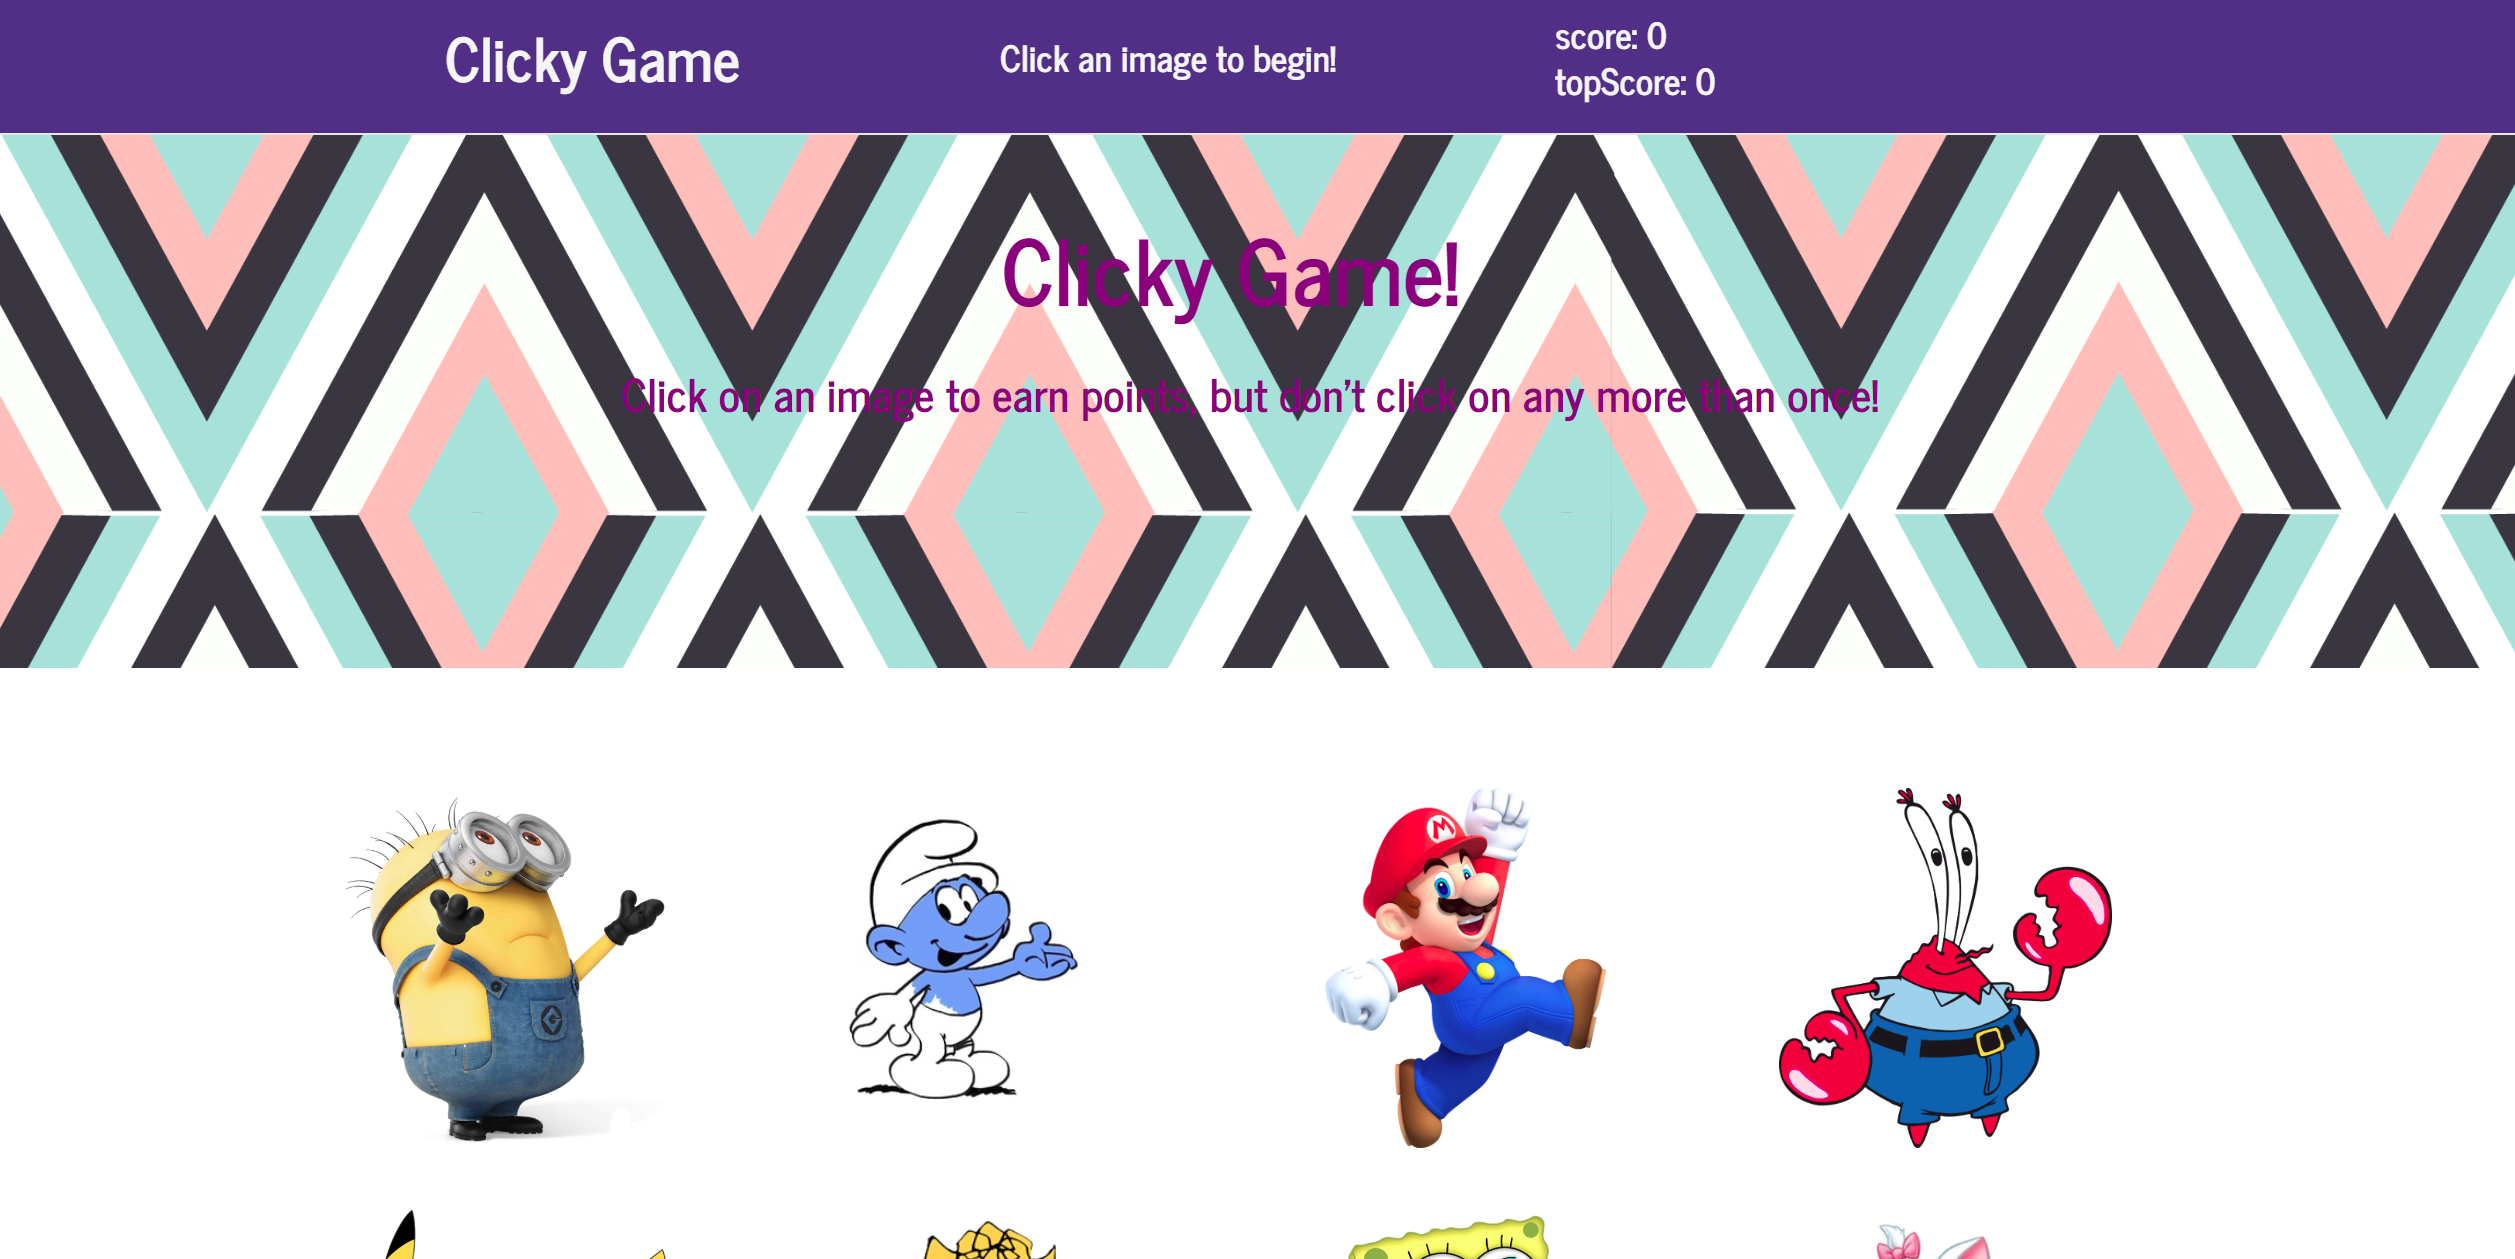 Clicky Game
Click an image to begin!
score: 0
topScore: 0
Clicky Game!
Click on an image to earn points, but don't click on any more than once!
M